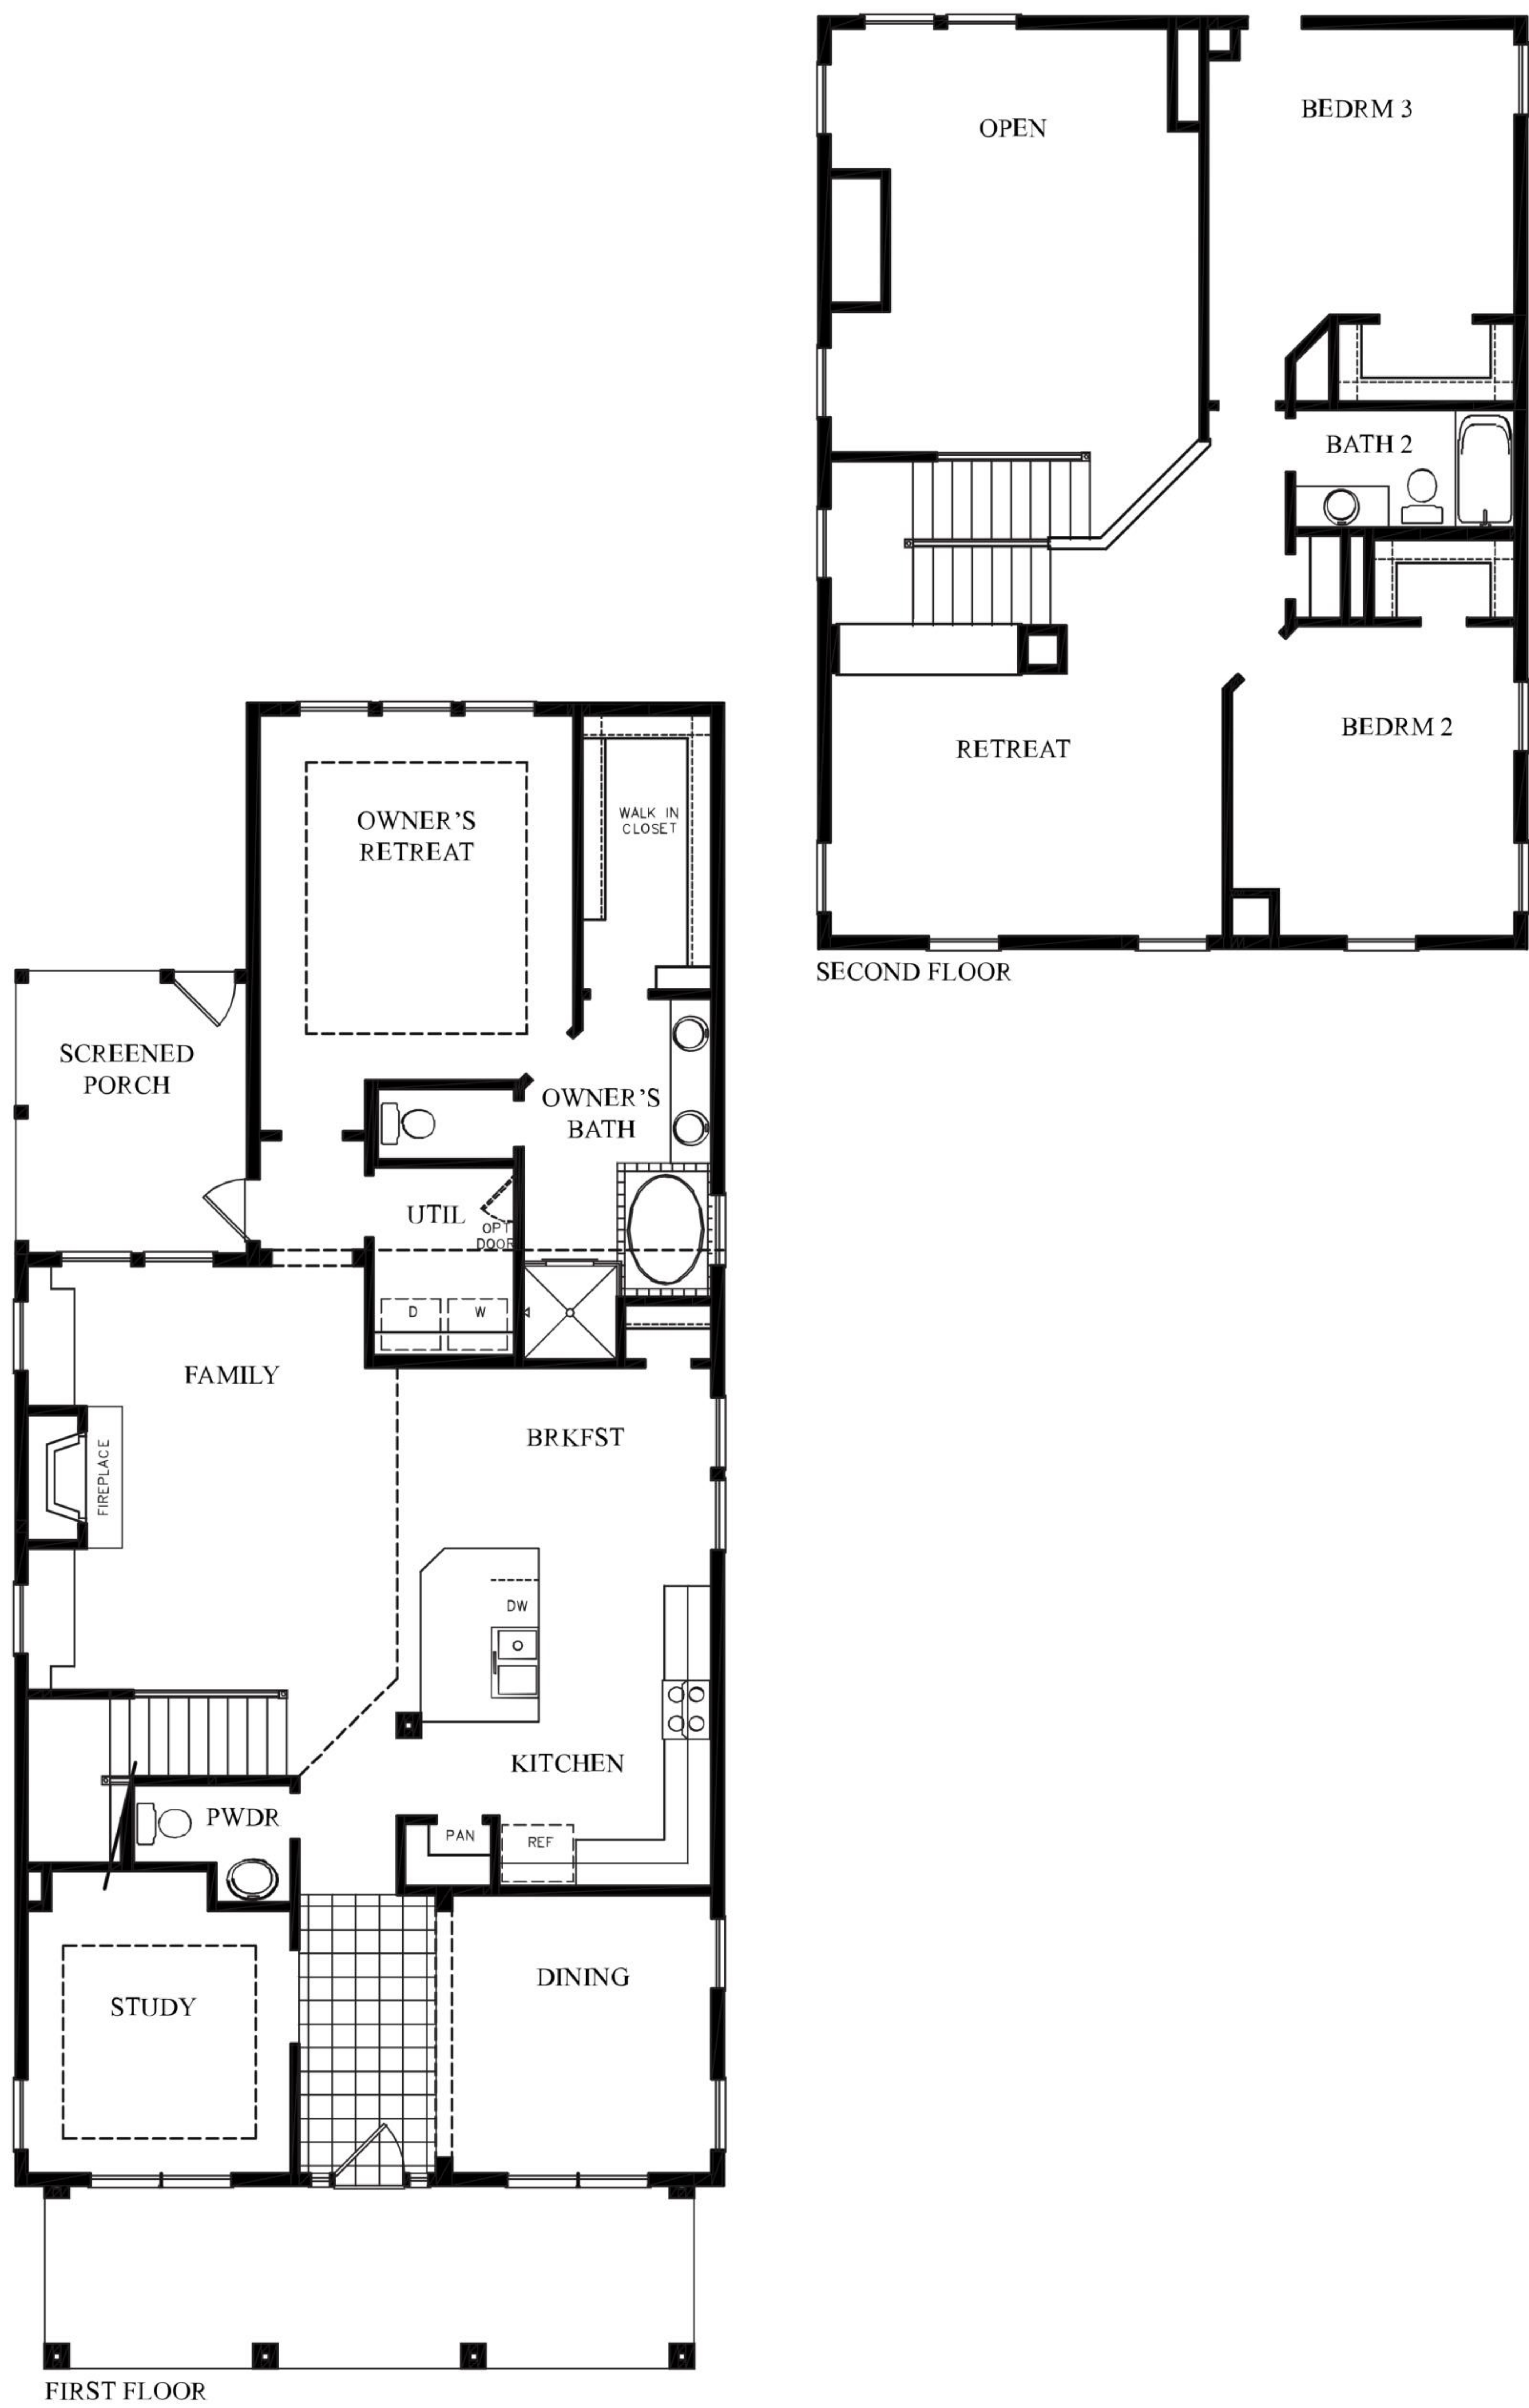 OPEN
BEDRM 3
BATH 2
BEDRM 2
RETREAT
SECOND FLOOR
OWNER'S
RETREAT
WALK IN
CLOSET
SCREENED
PORCH
OWNER'S
BATH
UTIL
OPT
DOOR
D
W
FAMILY
BRKFST
FIREPLACE
DW
KITCHEN
PWDR
PAN
REF
DINING
STUDY
FIRST FLOOR